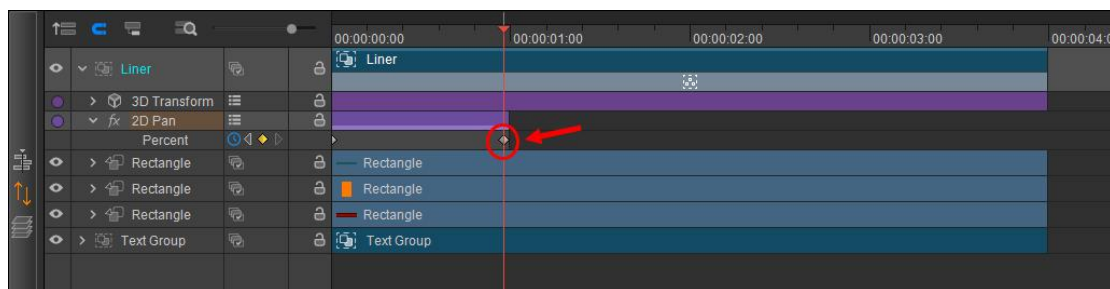 00:00:00:00 00:00:01:00 00:00:02:00 00:00:03:00 00:00:04:0
Liner Liner
3D Transform
fx 2D Pan
Percent
Rectangle Rectangle
Rectangle Rectangle
Rectangle Rectangle
Text Group Text Group